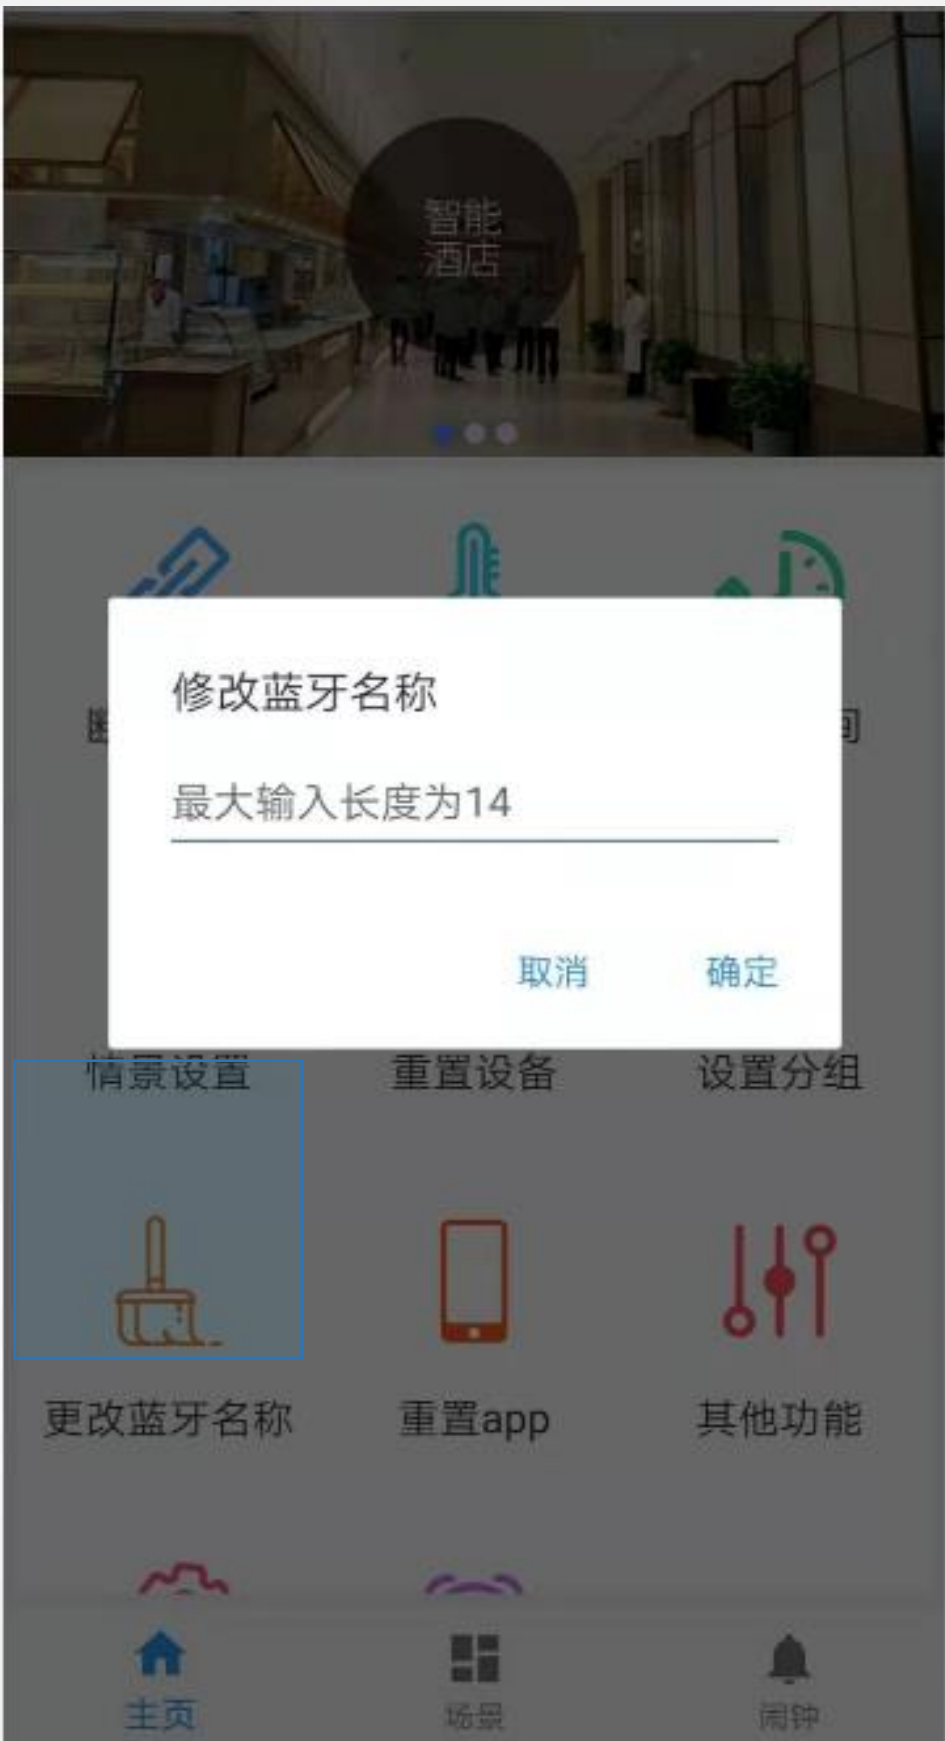 智能
酒店
修改蓝牙名称
最大输入长度为14
取消 确定
情景设置 重置设备 设置分组
更改蓝牙名称 重置app 其他功能
主页 场景 闹钟